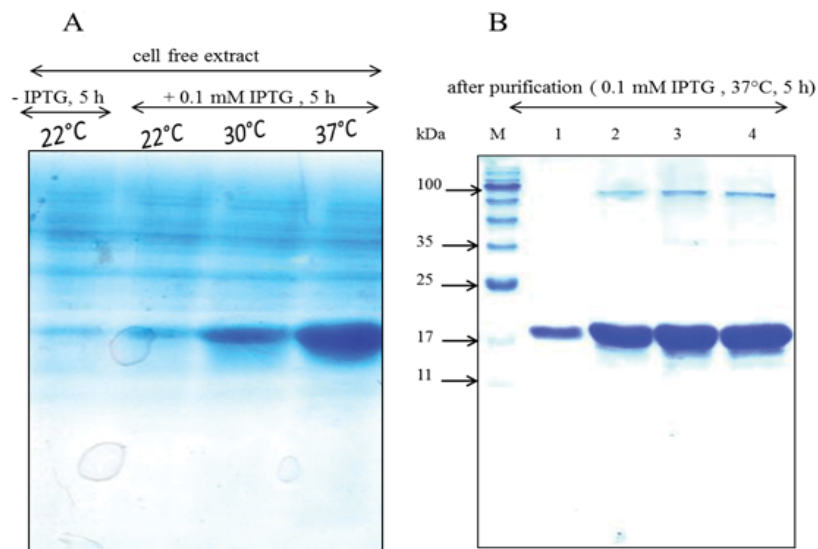 A
cell free extract
- IPTG, 5 h
+ 0.1 mM IPTG , 5 h
22°C
22°C
30°C
37°C
B
after purification ( 0.1 mM IPTG , 37°C, 5 h)
kDa
M
1
2
3
4
100
35
25
17
11